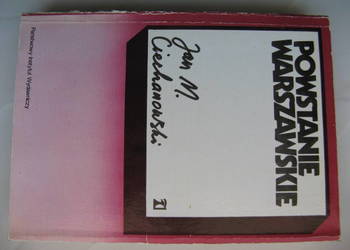 Jan M.
Ciechanowski
POWSTANIE
WARSZAWSKIE
Państwowy Instytut Wydawniczy